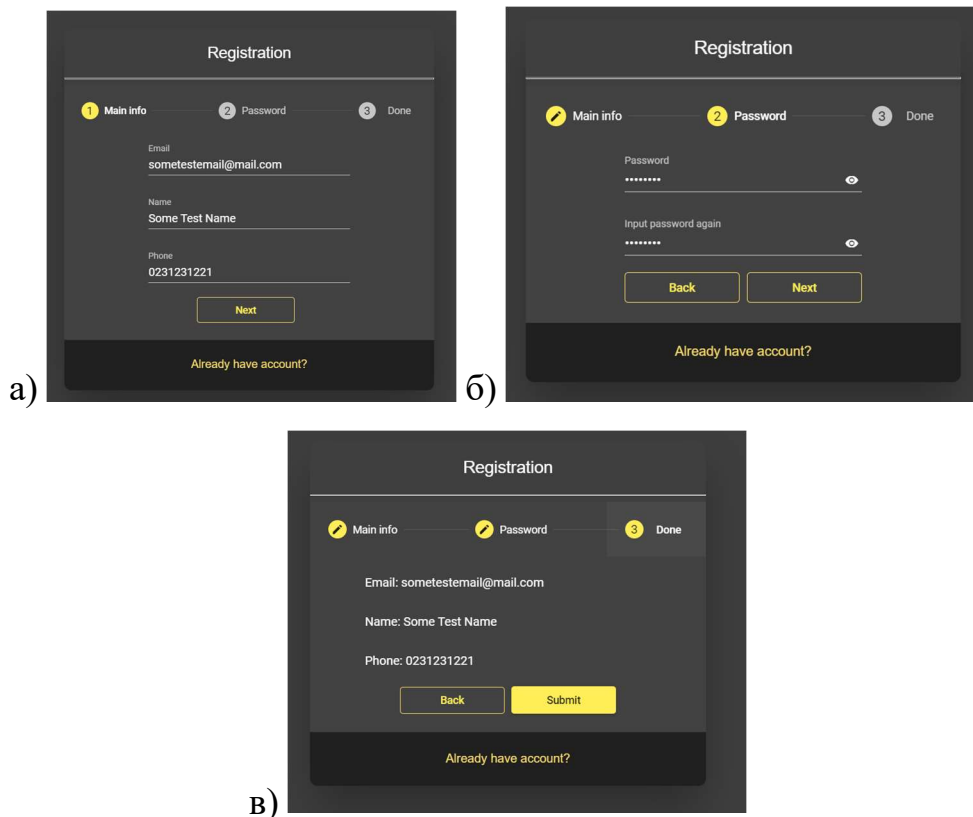 Registration
1 Main info 2 Password 3 Done
Email
sometestemail@mail.com
Name
Some Test Name
Phone
0231231221
Next
Already have account?
а)
Registration
Main info 2 Password 3 Done
Password
••••••••
Input password again
••••••••
Back Next
Already have account?
б)
Registration
Main info Password 3 Done
Email: sometestemail@mail.com
Name: Some Test Name
Phone: 0231231221
Back Submit
Already have account?
в)